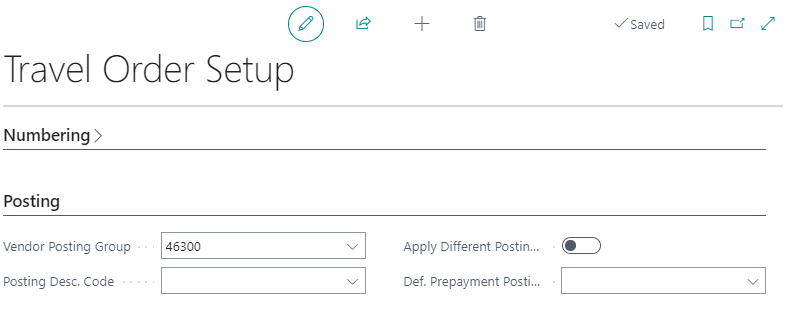 Saved
Travel Order Setup
Numbering
Posting
Vendor Posting Group 46300 Apply Different Postin...
Posting Desc. Code Def. Prepayment Posti...